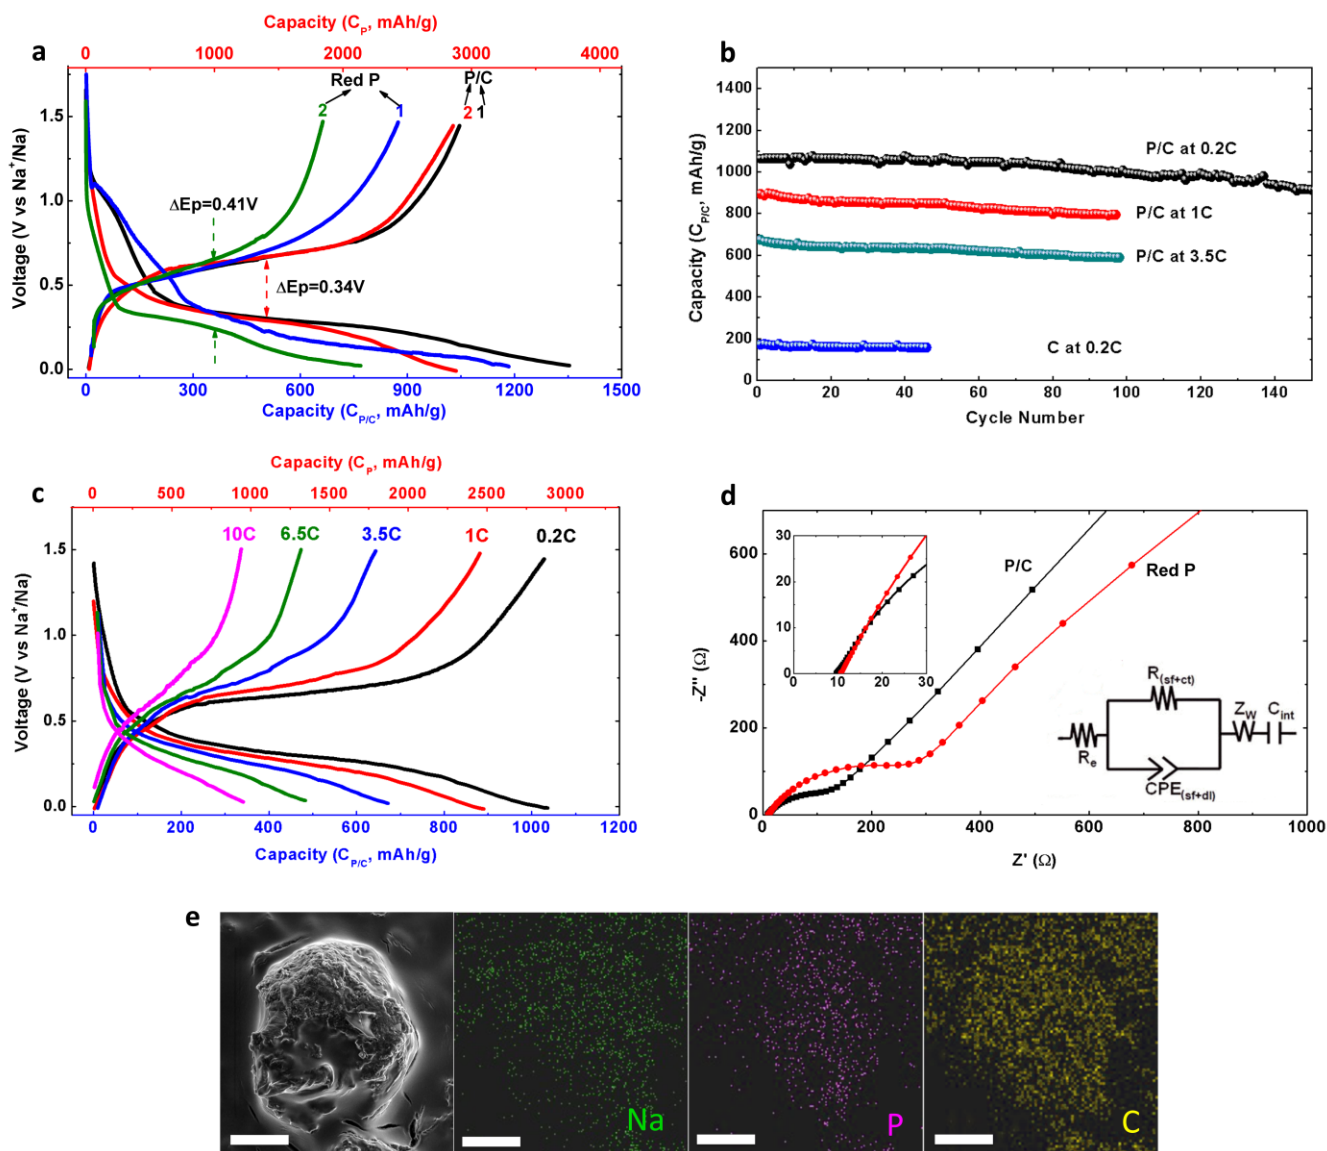 Capacity (C_P, mAh/g)
0 1000 2000 3000 4000
a
Red P
P/C
2 1 2 1
1.5
1.0
0.5
0.0
Voltage (V vs Na⁺/Na)
ΔEp=0.41V
ΔEp=0.34V
0 300 600 900 1200 1500
Capacity (C_P/C, mAh/g)
b
1500
1400
1200
1000
800
600
400
200
0
Capacity (C_P/C, mAh/g)
P/C at 0.2C
P/C at 1C
P/C at 3.5C
C at 0.2C
0 20 40 60 80 100 120 140
Cycle Number
Capacity (C_P, mAh/g)
0 500 1000 1500 2000 2500 3000
c
10C 6.5C 3.5C 1C 0.2C
1.5
1.0
0.5
0.0
Voltage (V vs Na⁺/Na)
0 200 400 600 800 1000 1200
Capacity (C_P/C, mAh/g)
d
600
400
200
0
-Z'' (Ω)
30
20
10
0
0 10 20 30
P/C
Red P
R(sf+ct)
Z_W C_int
R_e
CPE(sf+dl)
0 200 400 600 800 1000
Z' (Ω)
e
Na
P
C